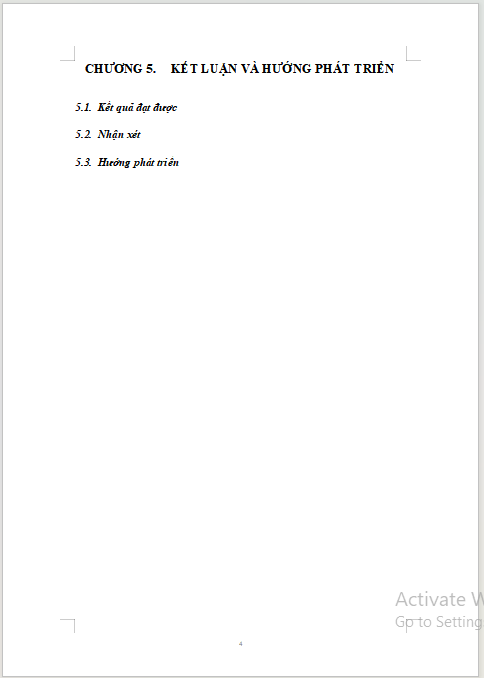 CHƯƠNG 5. KẾT LUẬN VÀ HƯỚNG PHÁT TRIỂN
5.1. Kết quả đạt được
5.2. Nhận xét
5.3. Hướng phát triển
Activate W
Go to Setting
4